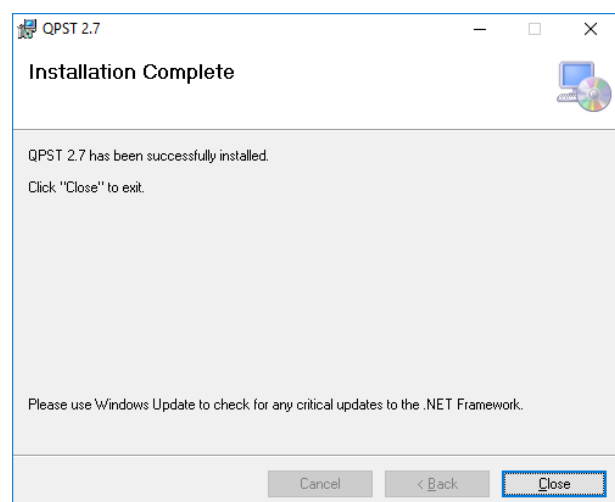 QPST 2.7
Installation Complete
QPST 2.7 has been successfully installed.
Click "Close" to exit.
Please use Windows Update to check for any critical updates to the .NET Framework.
Cancel
< Back
Close